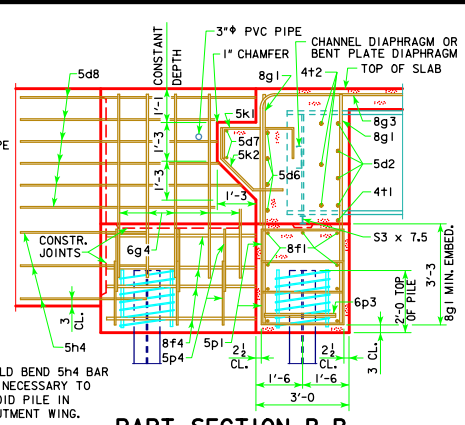 3"Φ PVC PIPE
1" CHAMFER
CHANNEL DIAPHRAGM OR
BENT PLATE DIAPHRAGM
TOP OF SLAB
CONSTANT
DEPTH
5d8
8g1
4t2
8g3
8g1
5k1
5d7
5k2
5d6
5d2
4t1
1'-1
1'-3
1'-3
1'-3
PE
CONSTR.
JOINTS
6g4
8f1
S3 x 7.5
3'-3
8g1 MIN. EMBED.
2'-0 TOP
OF PILE
6p3
3
CL.
5h4
8f4
5p4
5p1
2½
CL.
2½
CL.
3 CL.
1'-6
1'-6
3'-0
LD BEND 5h4 BAR
NECESSARY TO
OID PILE IN
UTMENT WING.